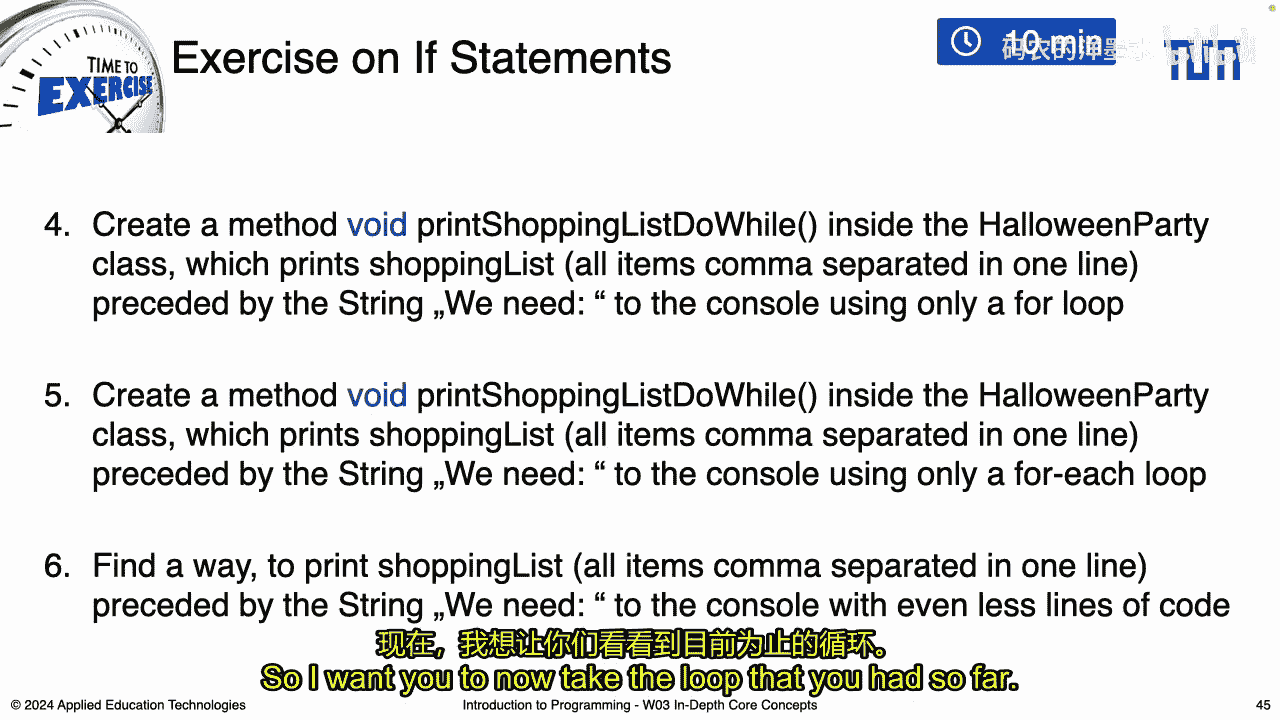 TIME TO
EXERCISE
Exercise on If Statements
10 min
4. Create a method void printShoppingListDoWhile() inside the HalloweenParty
class, which prints shoppingList (all items comma separated in one line)
preceded by the String „We need: “ to the console using only a for loop
5. Create a method void printShoppingListDoWhile() inside the HalloweenParty
class, which prints shoppingList (all items comma separated in one line)
preceded by the String „We need: “ to the console using only a for-each loop
6. Find a way, to print shoppingList (all items comma separated in one line)
preceded by the String „We need: “ to the console with even less lines of code
现在，我想让你们看看到目前为止的循环。
So I want you to now take the loop that you had so far.
© 2024 Applied Education Technologies
Introduction to Programming - W03 In-Depth Core Concepts
45